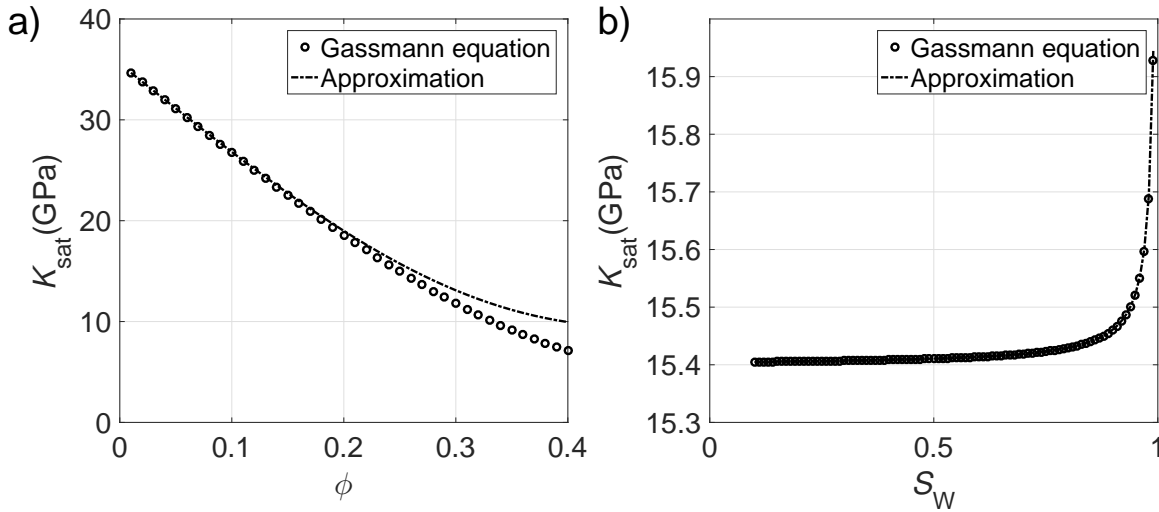 a)
40
30
20
10
0
K_sat(GPa)
Gassmann equation
Approximation
0 0.1 0.2 0.3 0.4
ϕ
b)
15.9
15.8
15.7
15.6
15.5
15.4
15.3
K_sat(GPa)
Gassmann equation
Approximation
0 0.5 1
S_W